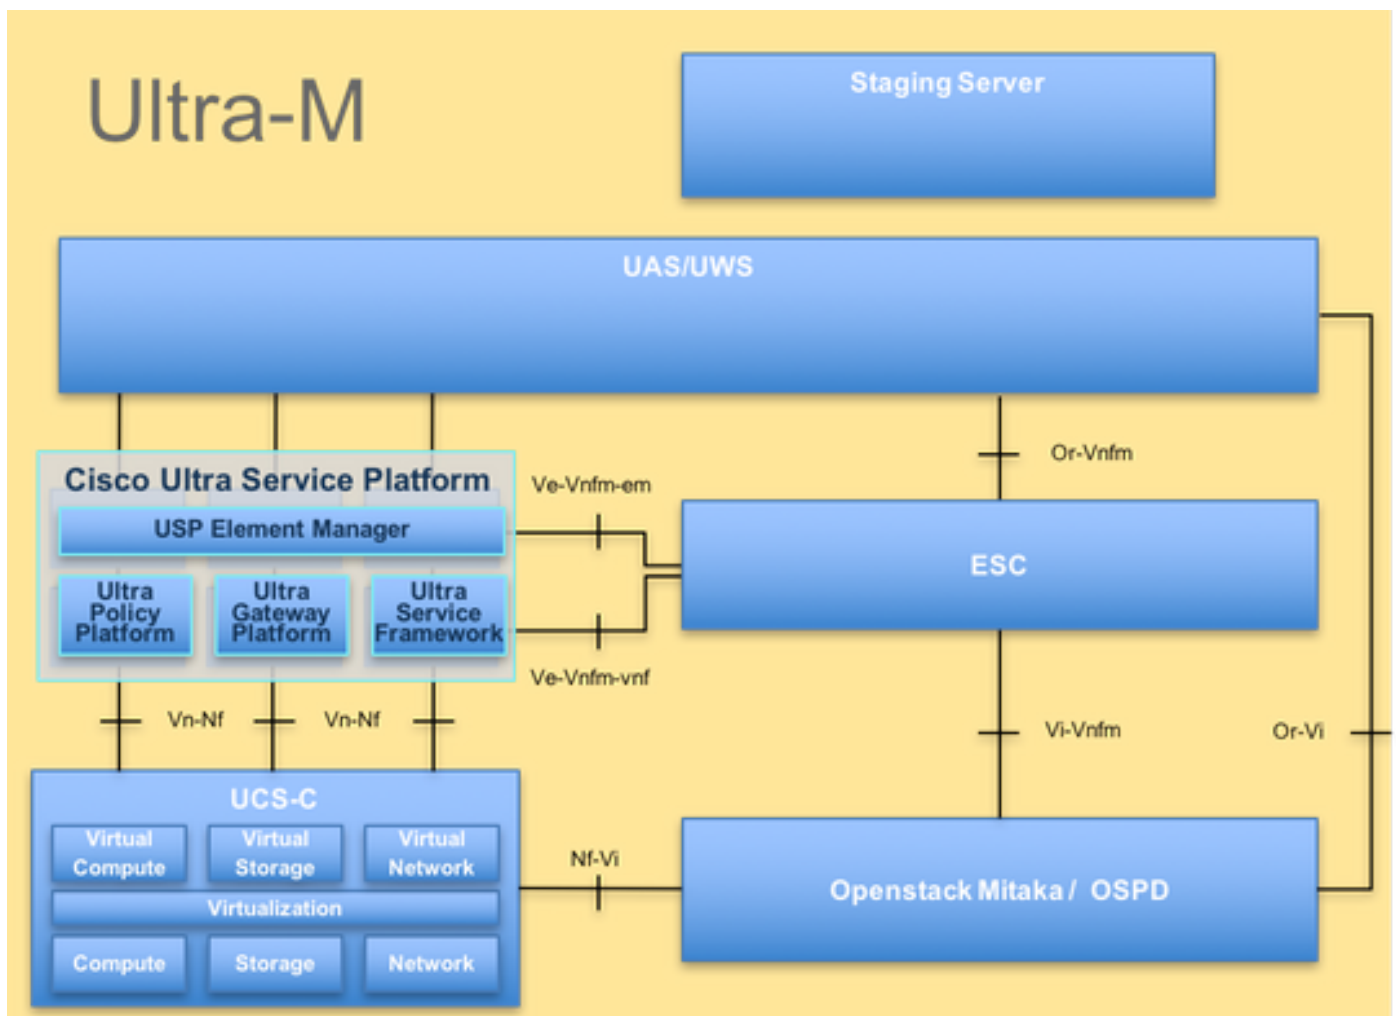 Ultra-M
Staging Server
UAS/UWS
Or-Vnfm
Cisco Ultra Service Platform
Ve-Vnfm-em
USP Element Manager
ESC
Ultra
Policy
Platform
Ultra
Gateway
Platform
Ultra
Service
Framework
Ve-Vnfm-vnf
Vn-Nf
Vn-Nf
Vi-Vnfm
Or-Vi
UCS-C
Virtual
Compute
Virtual
Storage
Virtual
Network
Nf-Vi
Openstack Mitaka / OSPD
Virtualization
Compute
Storage
Network